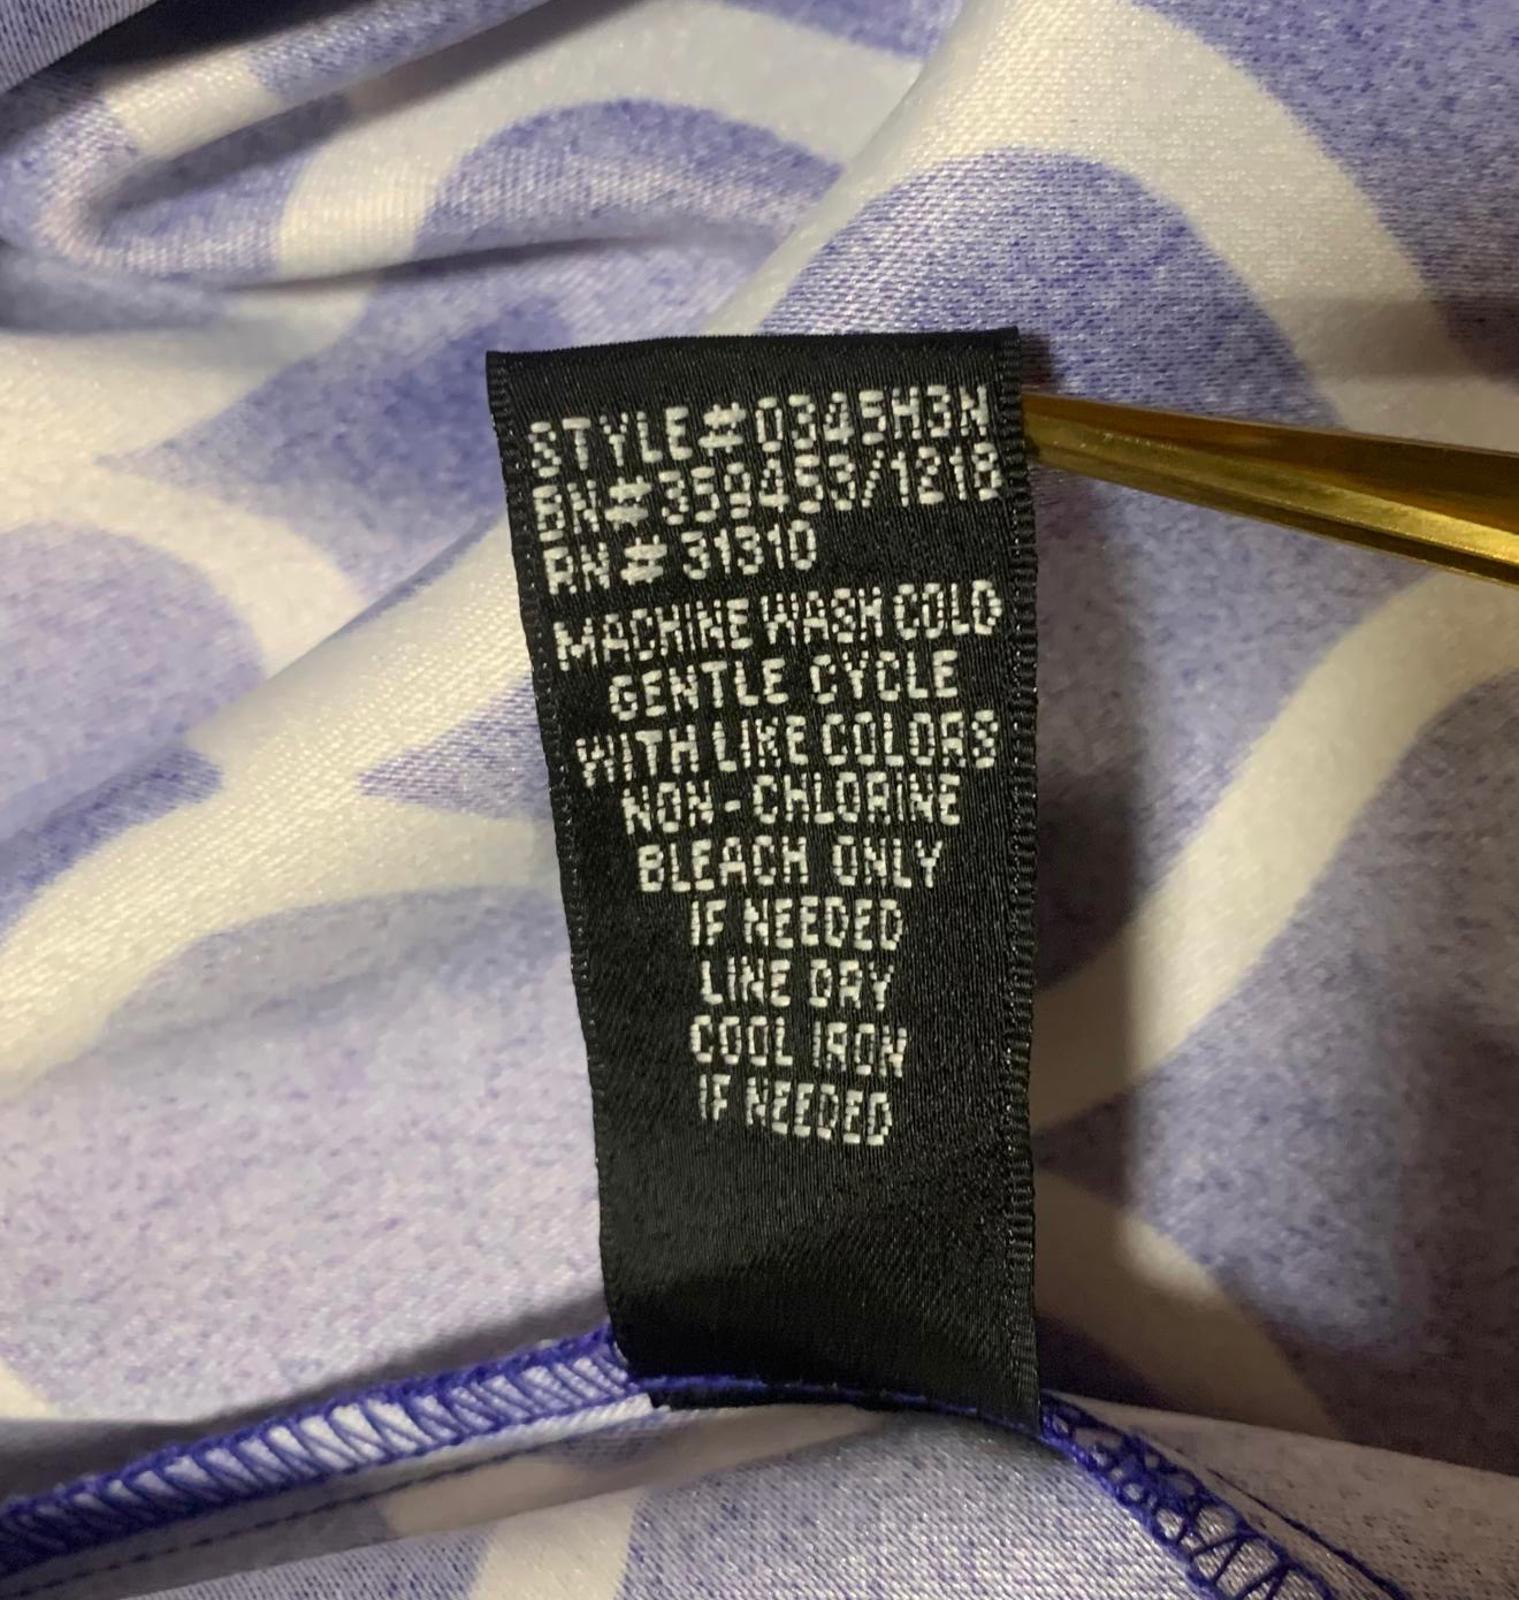 STYLE#0345H3N
BN#359453/1218
RN#31310
MACHINE WASH COLD
GENTLE CYCLE
WITH LIKE COLORS
NON-CHLORINE
BLEACH ONLY
IF NEEDED
LINE DRY
COOL IRON
IF NEEDED